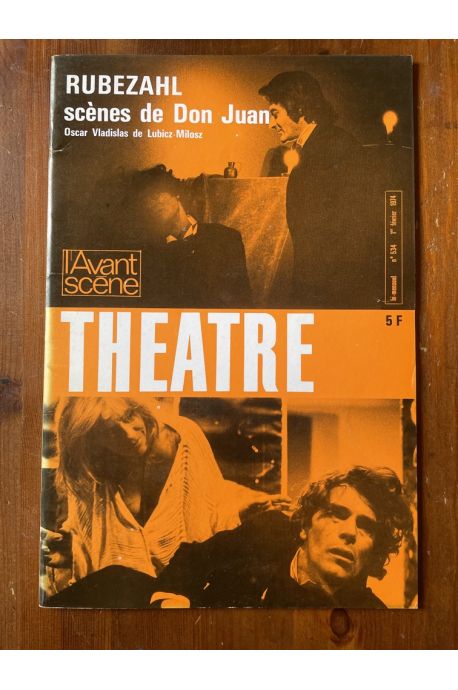 RUBEZAHL
scènes de Don Juan
Oscar Vladislas de Lubicz-Milosz
bi-mensuel n° 534 1er février 1974
l'Avant
scène
THEATRE
5 F